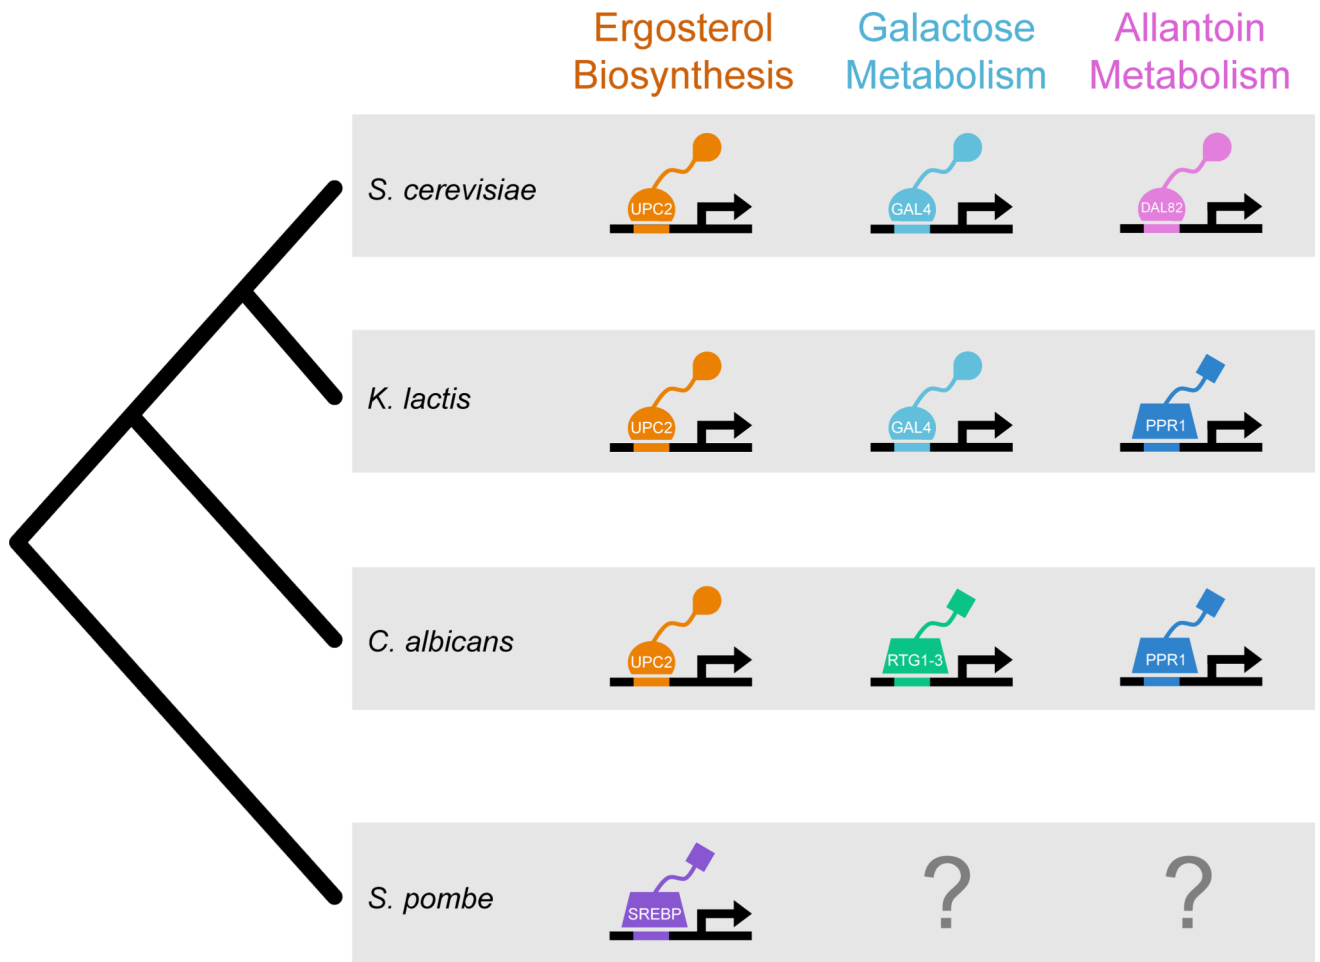 Ergosterol
Biosynthesis
Galactose
Metabolism
Allantoin
Metabolism
S. cerevisiae
UPC2
GAL4
DAL82
K. lactis
UPC2
GAL4
PPR1
C. albicans
UPC2
RTG1-3
PPR1
S. pombe
SREBP
?
?